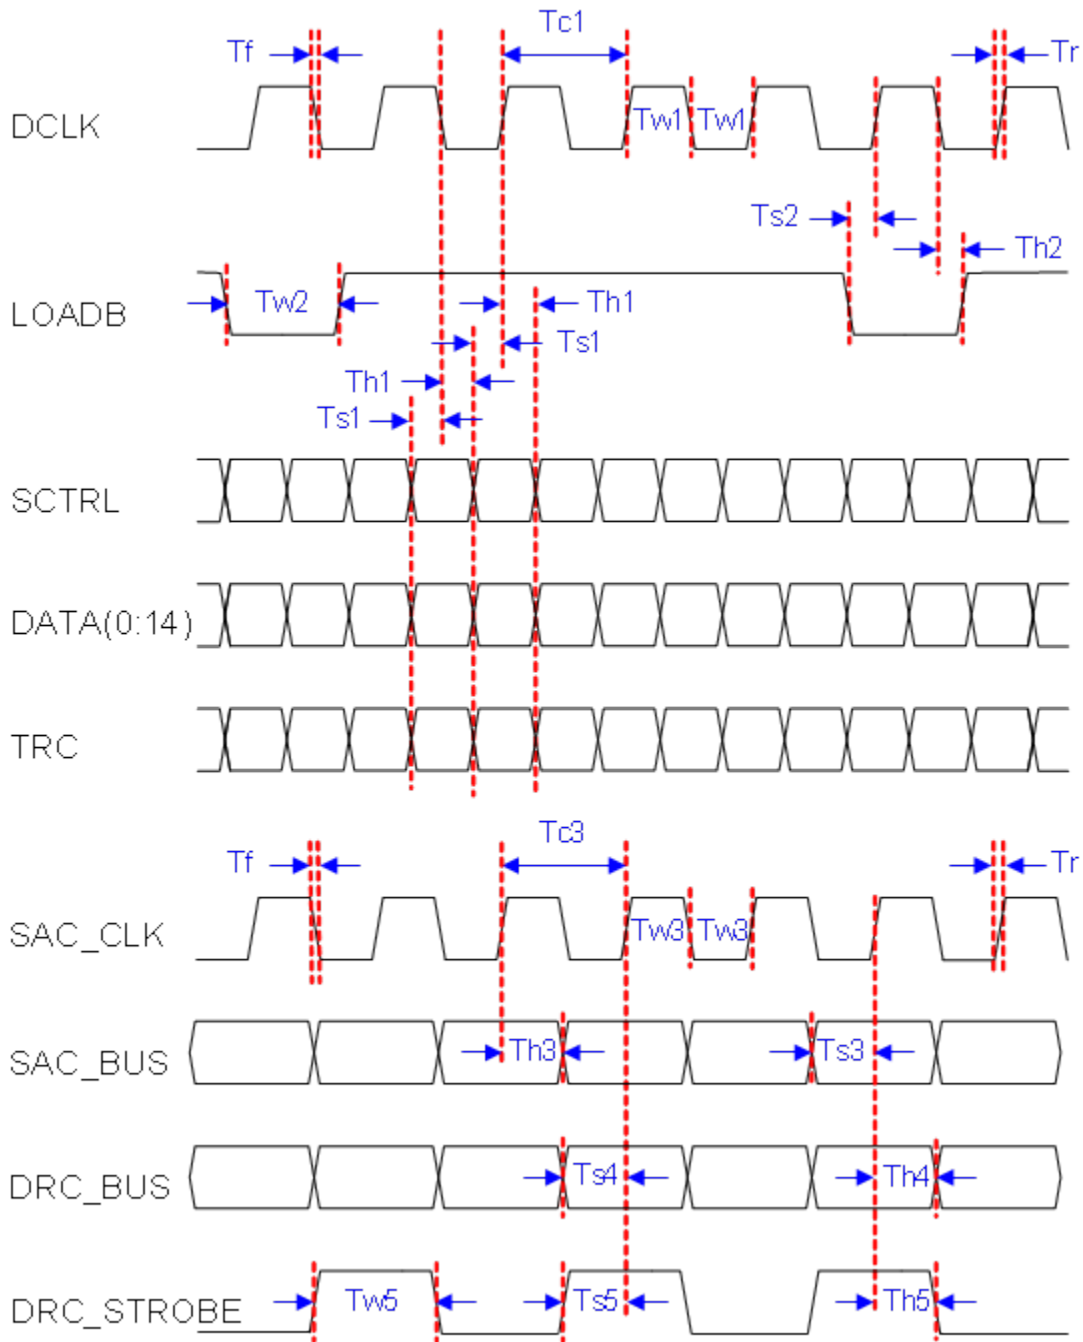 Tc1
Tf
Tr
DCLK
Tw1 Tw1
Ts2
Th2
LOADB
Tw2
Th1
Ts1
Th1
Ts1
SCTRL
DATA(0:14)
TRC
Tc3
Tf
Tr
SAC_CLK
Tw3 Tw3
SAC_BUS
Th3
Ts3
DRC_BUS
Ts4
Th4
DRC_STROBE
Tw5
Ts5
Th5